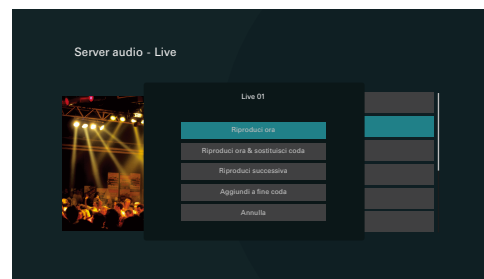 Server audio - Live
Live 01
Riproduci ora
Riproduci ora & sostituisci coda
Riproduci successiva
Aggiundi a fine coda
Annulla